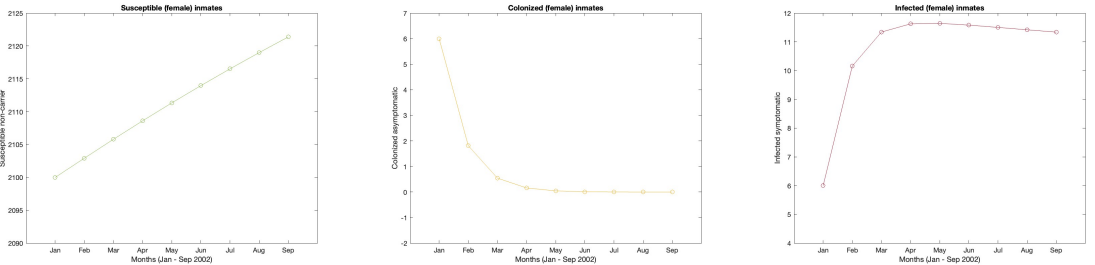 Susceptible (female) inmates
2125
2120
2115
2110
2105
2100
2095
2090
Susceptible non-carrier
Jan Feb Mar Apr May Jun Jul Aug Sep
Months (Jan - Sep 2002)
Colonized (female) inmates
7
6
5
4
3
2
1
0
-1
-2
Colonized asymptomatic
Jan Feb Mar Apr May Jun Jul Aug Sep
Months (Jan - Sep 2002)
Infected (female) inmates
12
11
10
9
8
7
6
5
4
Infected symptomatic
Jan Feb Mar Apr May Jun Jul Aug Sep
Months (Jan - Sep 2002)